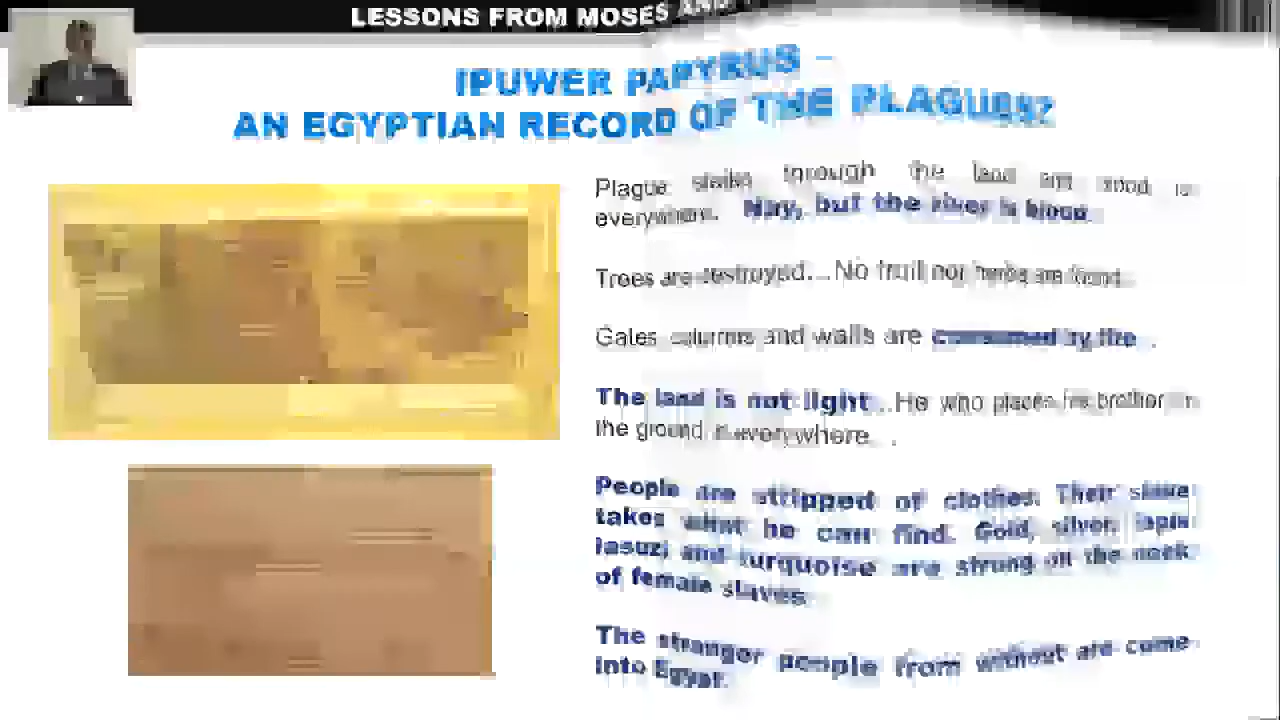 LESSONS FROM MOSES AND
IPUWER PAPYRUS –
AN EGYPTIAN RECORD OF THE PLAGUES?
Plague stalks through the land and blood is
everywhere. Nay, but the river is blood.
Trees are destroyed... No fruit nor herbs are found.
Gates columns and walls are consumed by fire .
The land is not light ...He who places his brother in
the ground is everywhere. .
People are stripped of clothes. Their slave
takes what he can find. Gold, silver, lapis
lasuzi and turquoise are strung on the neck
of female slaves.
The stranger people from without are come
into Egypt.